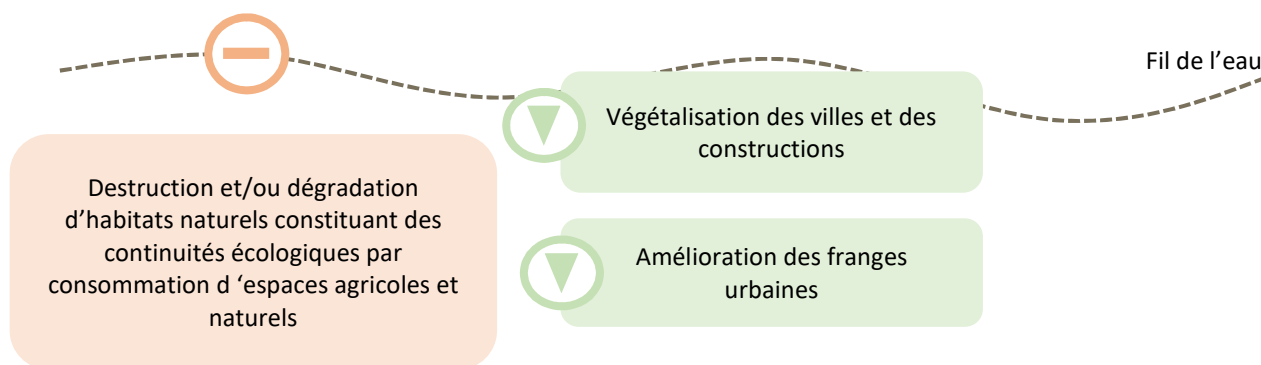 Fil de l’eau
Végétalisation des villes et des
constructions
Destruction et/ou dégradation
d’habitats naturels constituant des
continuités écologiques par
consommation d ‘espaces agricoles et
naturels
Amélioration des franges
urbaines